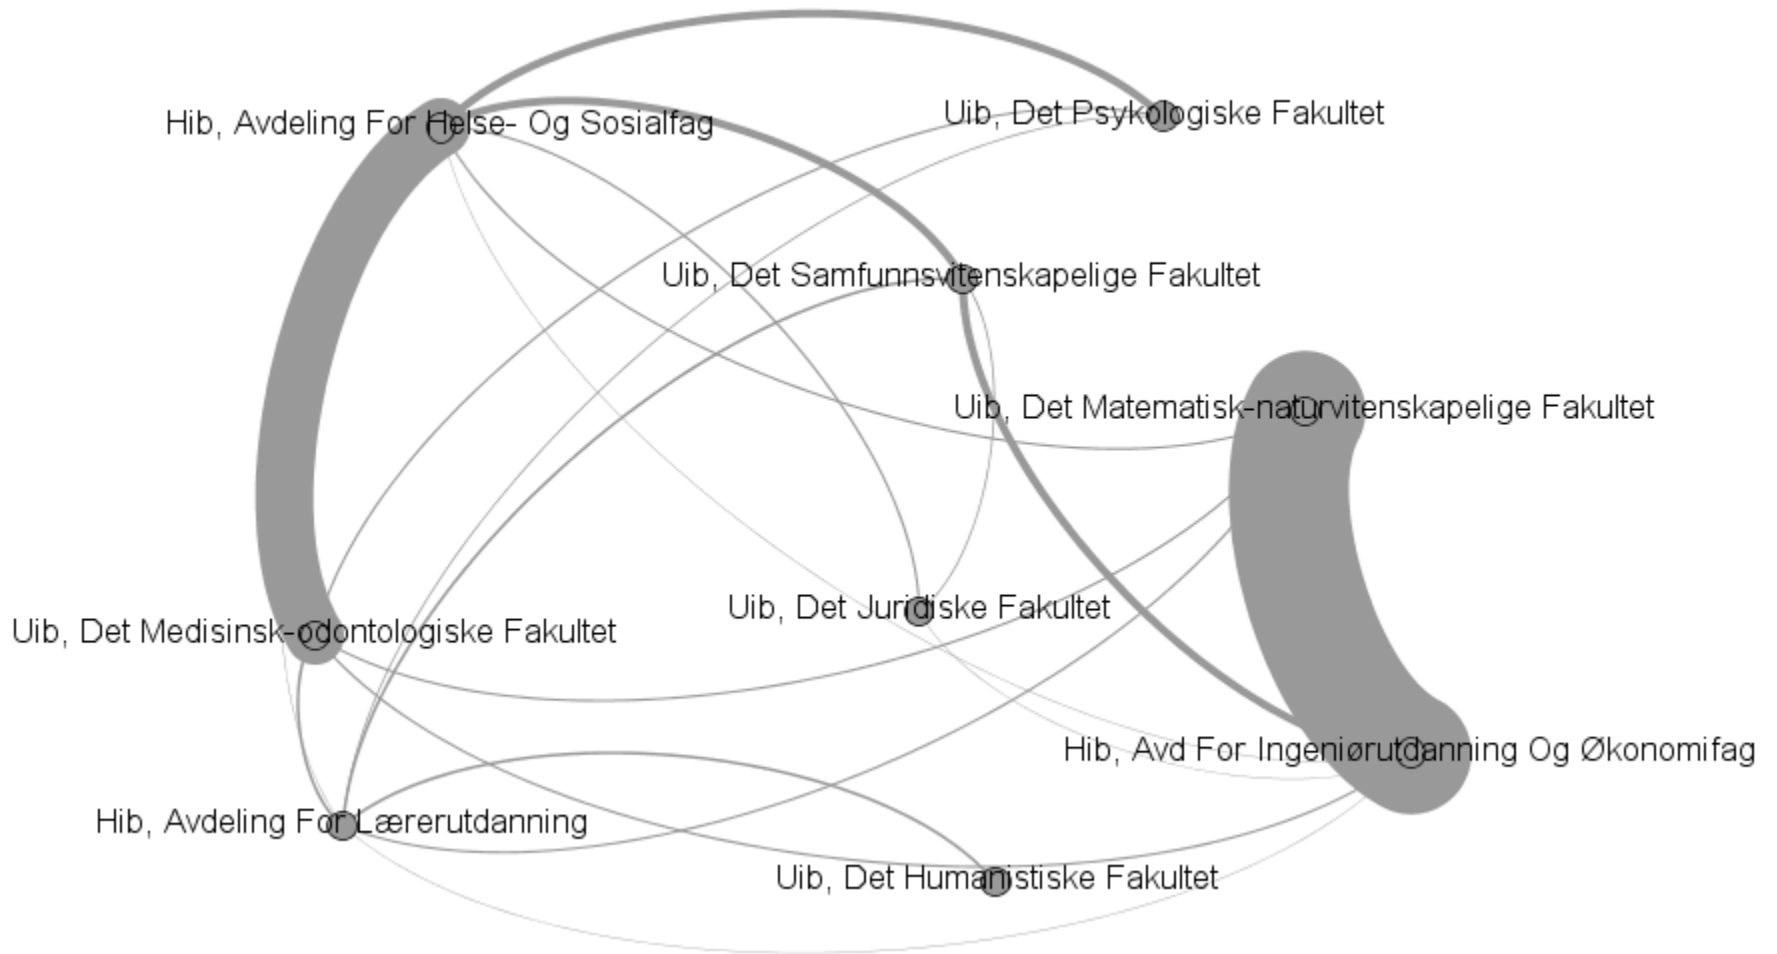 Uib, Det Psykologiske Fakultet
Hib, Avdeling For Helse- Og Sosialfag
Uib, Det Samfunnsvitenskapelige Fakultet
Uib, Det Matematisk-naturvitenskapelige Fakultet
Uib, Det Juridiske Fakultet
Uib, Det Medisinsk-odontologiske Fakultet
Hib, Avd For Ingeniørutdanning Og Økonomifag
Hib, Avdeling For Lærerutdanning
Uib, Det Humanistiske Fakultet